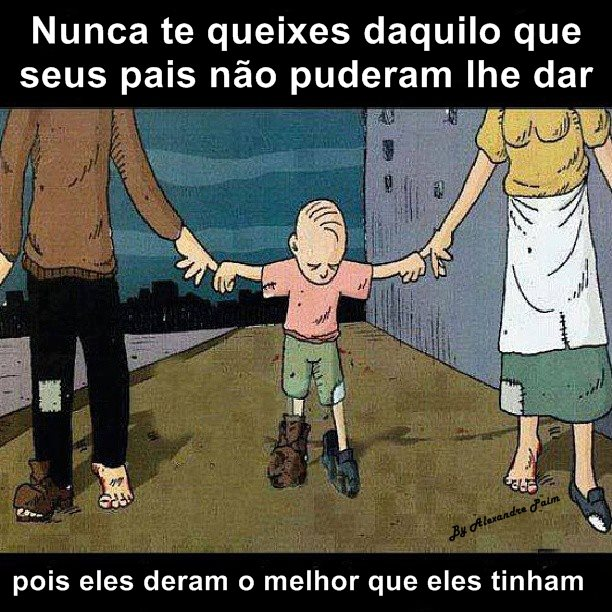 Nunca te queixes daquilo que
seus pais não puderam lhe dar
By Alexandre Paim
pois eles deram o melhor que eles tinham